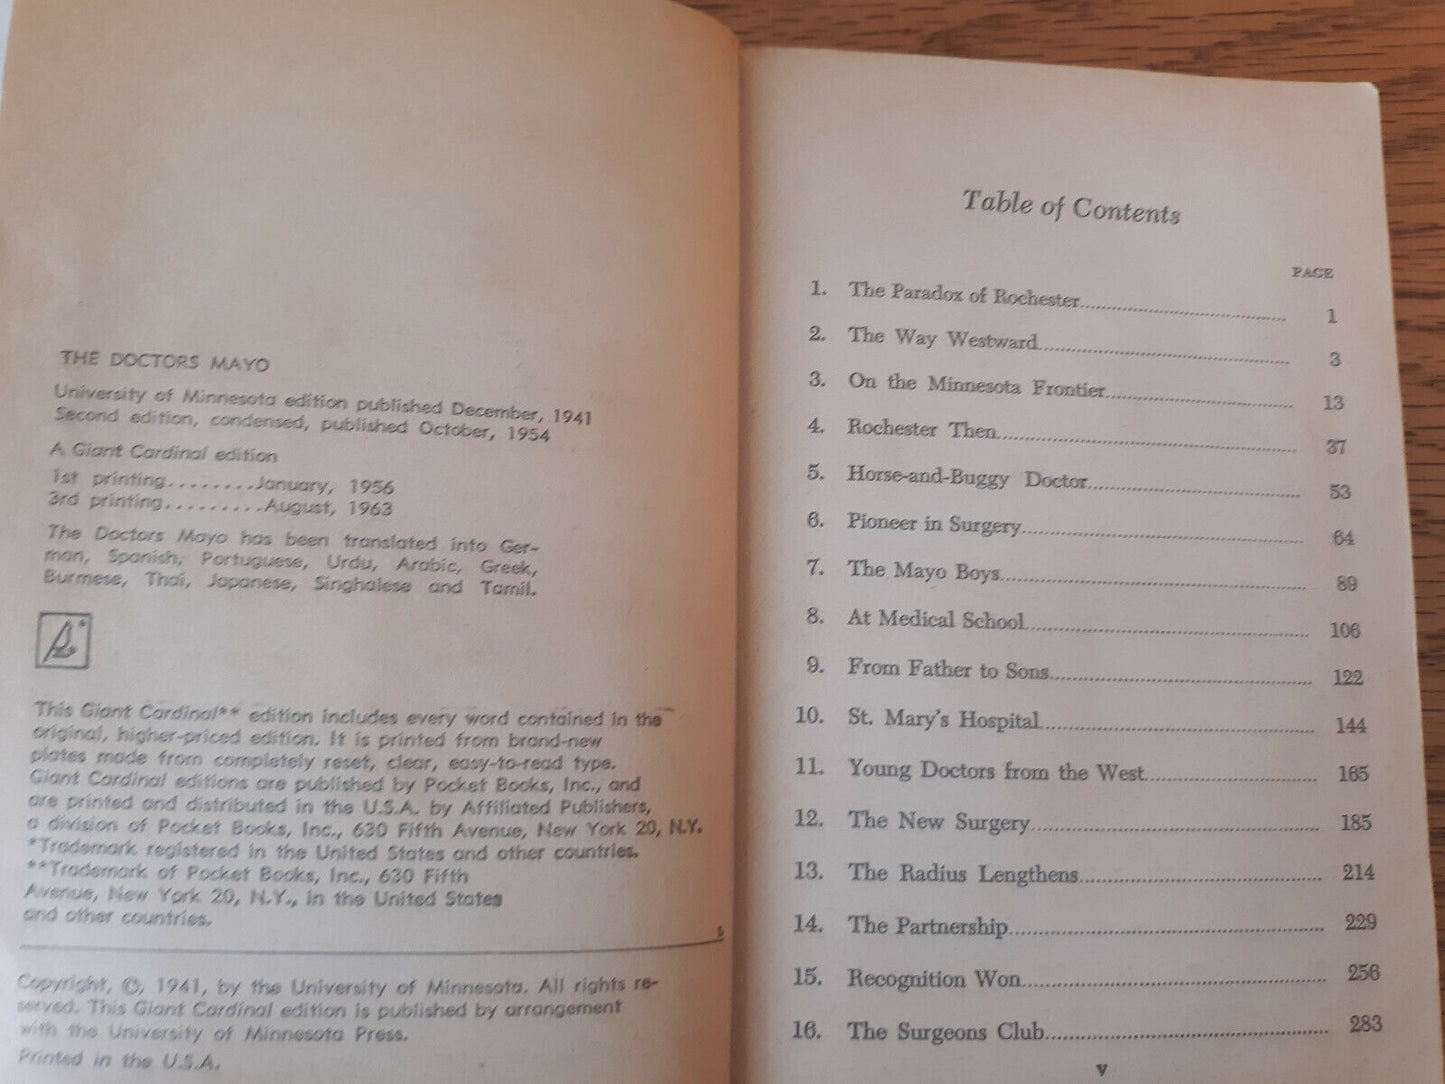 THE DOCTORS MAYO
University of Minnesota edition published December, 1941
Second edition, condensed, published October, 1954
A Giant Cardinal edition
1st printing........January, 1956
3rd printing.........August, 1963
The Doctors Mayo has been translated into Ger-
man, Spanish, Portuguese, Urdu, Arabic, Greek,
Burmese, Thai, Japanese, Singhalese and Tamil.
This Giant Cardinal** edition includes every word contained in the
original, higher-priced edition. It is printed from brand-new
plates made from completely reset, clear, easy-to-read type.
Giant Cardinal editions are published by Pocket Books, Inc., and
are printed and distributed in the U.S.A. by Affiliated Publishers,
a division of Pocket Books, Inc., 630 Fifth Avenue, New York 20, N.Y.
*Trademark registered in the United States and other countries.
**Trademark of Pocket Books, Inc., 630 Fifth
Avenue, New York 20, N.Y., in the United States
and other countries.
Copyright, ©, 1941, by the University of Minnesota. All rights re-
served. This Giant Cardinal edition is published by arrangement
with the University of Minnesota Press.
Printed in the U.S.A.
Table of Contents
PAGE
1. The Paradox of Rochester 1
2. The Way Westward 3
3. On the Minnesota Frontier 13
4. Rochester Then 37
5. Horse-and-Buggy Doctor 53
6. Pioneer in Surgery 64
7. The Mayo Boys 89
8. At Medical School 106
9. From Father to Sons 122
10. St. Mary's Hospital 144
11. Young Doctors from the West 165
12. The New Surgery 185
13. The Radius Lengthens 214
14. The Partnership 229
15. Recognition Won 256
16. The Surgeons Club 283
v